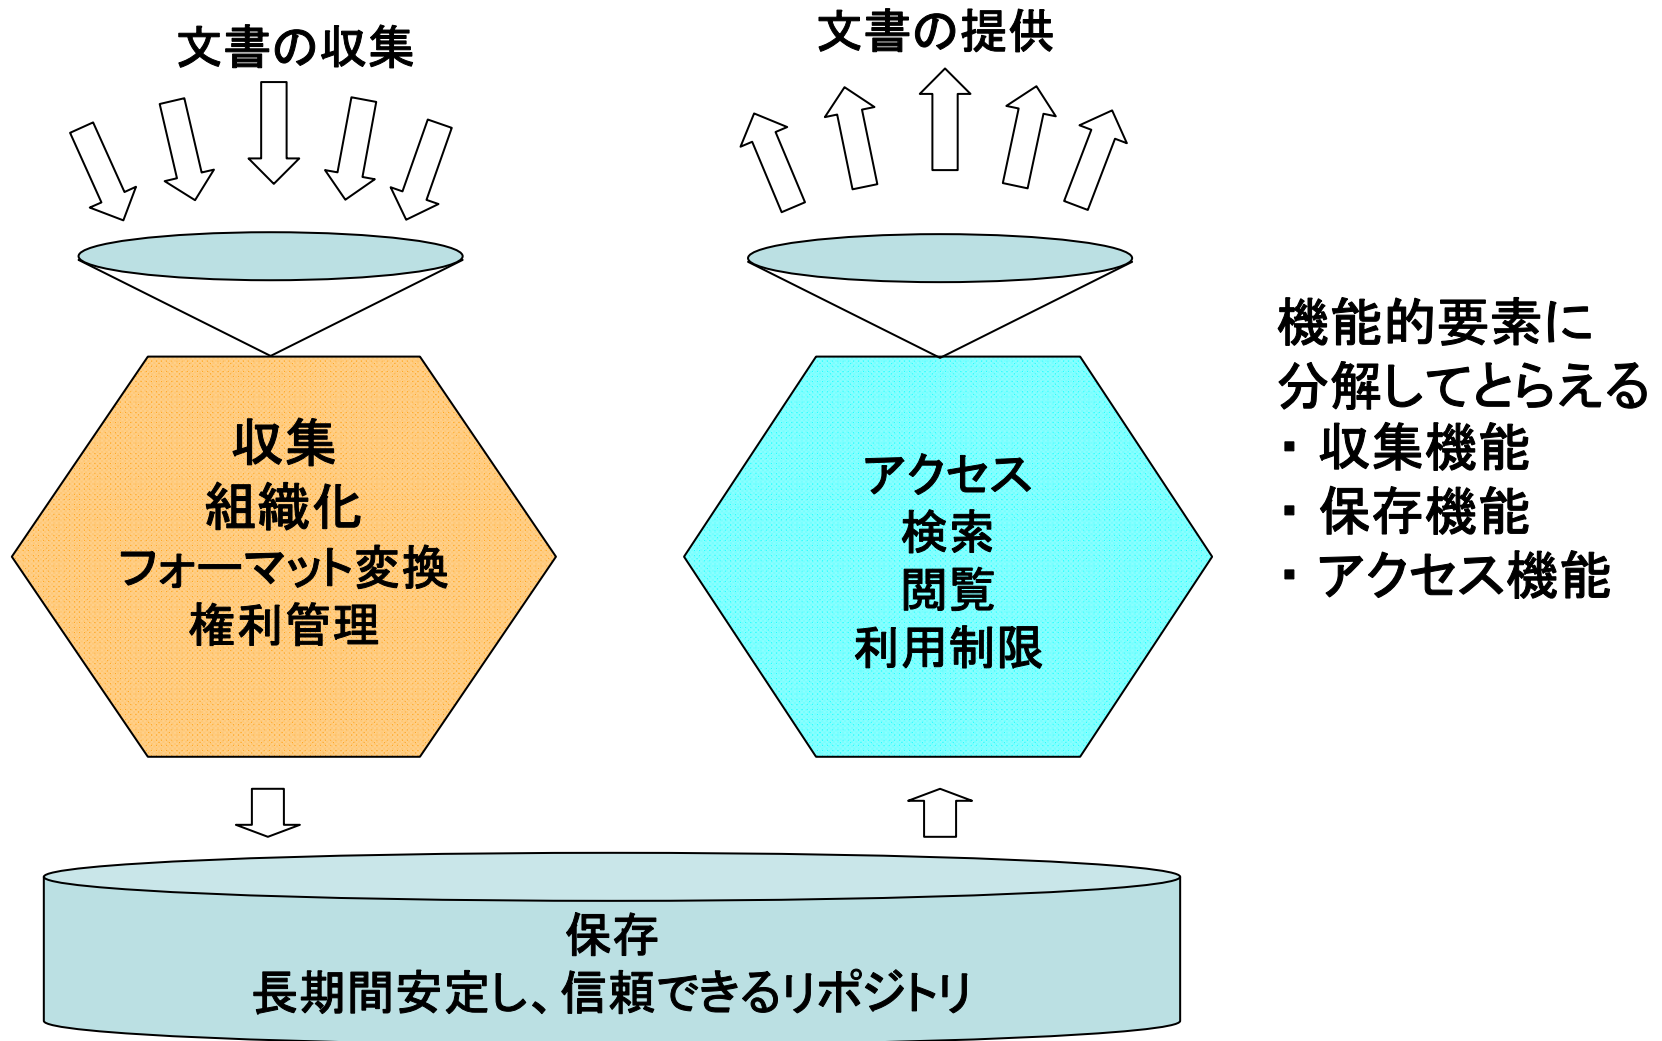 文書の収集
文書の提供
収集
組織化
フォーマット変換
権利管理
アクセス
検索
閲覧
利用制限
機能的要素に
分解してとらえる
・ 収集機能
・ 保存機能
・ アクセス機能
保存
長期間安定し、信頼できるリポジトリ